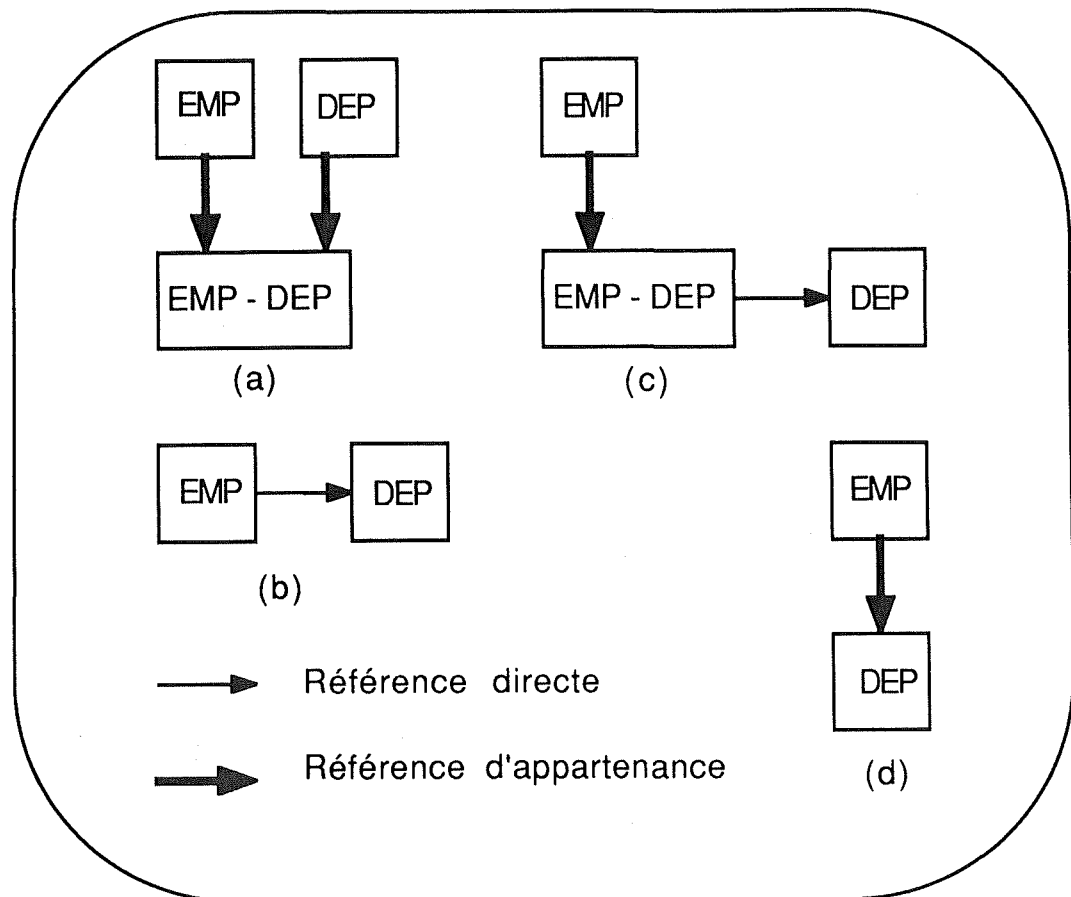 EMP
DEP
EMP - DEP
(a)
EMP
EMP - DEP
DEP
(c)
EMP
DEP
(b)
EMP
DEP
(d)
Référence directe
Référence d'appartenance